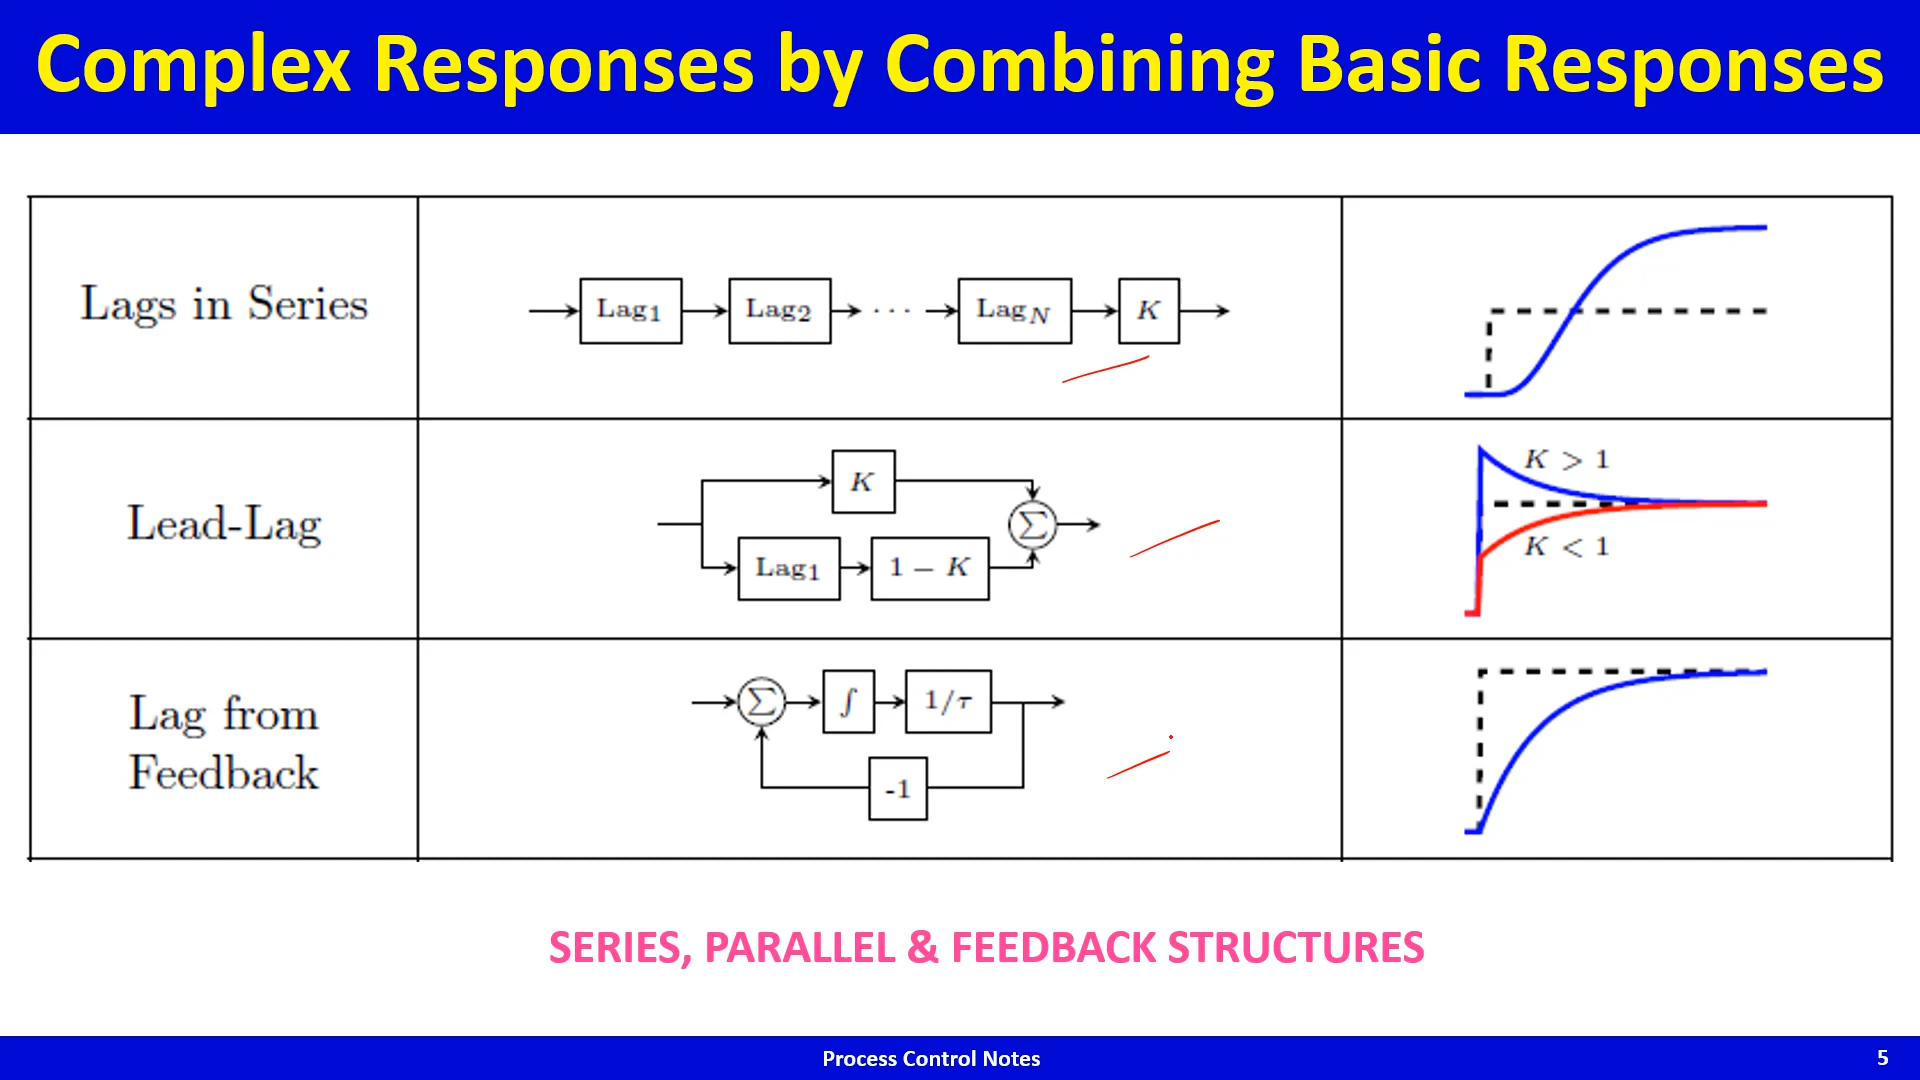 Complex Responses by Combining Basic Responses
Lags in Series
Lag1 Lag2 ... LagN K
Lead-Lag
K
Σ
Lag1 1 − K
K > 1
K < 1
Lag from
Feedback
Σ ∫ 1/τ
-1
SERIES, PARALLEL & FEEDBACK STRUCTURES
Process Control Notes
5